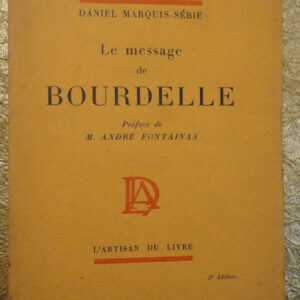 DANIEL MARQUIS-SÉBIE
Le message
de
BOURDELLE
Préface de
M. ANDRÉ FONTAINAS
DA
L'ARTISAN DU LIVRE
2e édition.